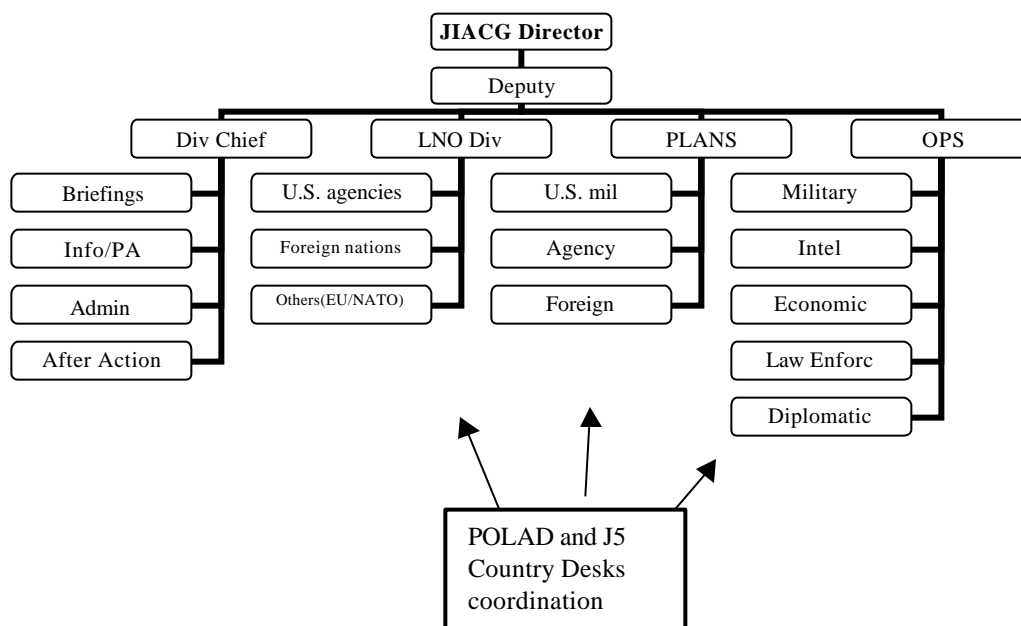 JIACG Director
Deputy
Div Chief
LNO Div
PLANS
OPS
Briefings
Info/PA
Admin
After Action
U.S. agencies
Foreign nations
Others(EU/NATO)
U.S. mil
Agency
Foreign
Military
Intel
Economic
Law Enforc
Diplomatic
POLAD and J5
Country Desks
coordination